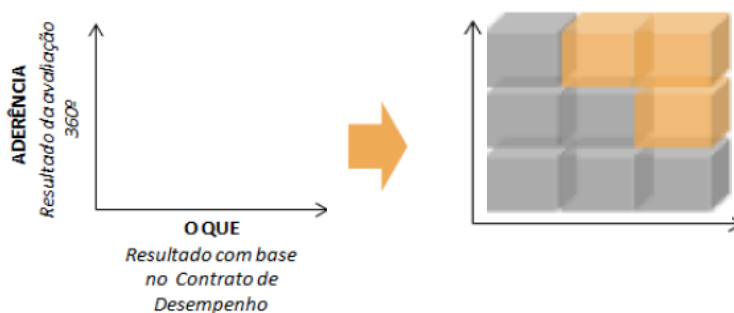 ADERÊNCIA
Resultado da avaliação
360º
O QUE
Resultado com base
no Contrato de
Desempenho